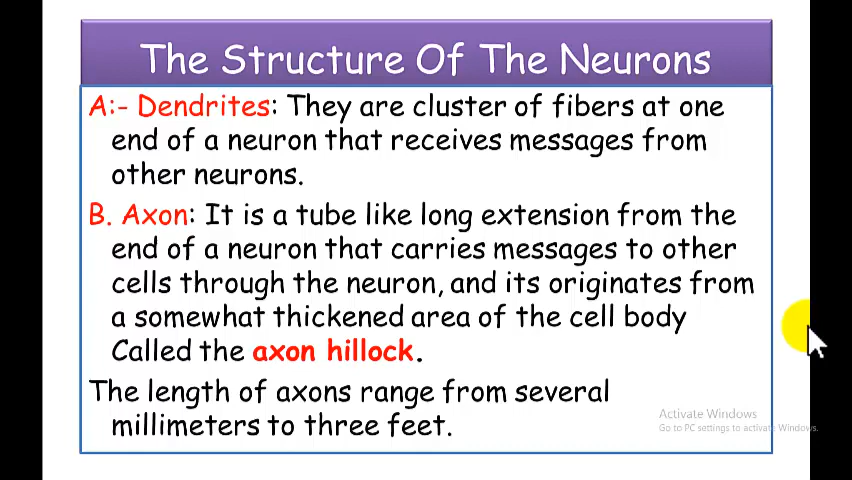 The Structure Of The Neurons
A:- Dendrites: They are cluster of fibers at one
end of a neuron that receives messages from
other neurons.
B. Axon: It is a tube like long extension from the
end of a neuron that carries messages to other
cells through the neuron, and its originates from
a somewhat thickened area of the cell body
Called the axon hillock.
The length of axons range from several
millimeters to three feet.
Activate Windows
Go to PC settings to activate Windows.